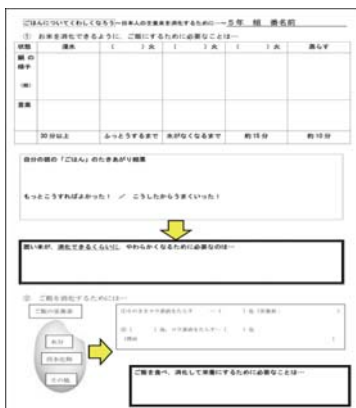 ごはんについてくわしくなろう～日本人の主食米を消化するために…～5年 組 番名前
① お米を消化できるように、ご飯にするために必要なことは…
状態 浸水 （ ）火 （ ）火 （ ）火 蒸らす
鍋の様子
(絵)
言葉
30分以上 ふっとうするまで 水がなくなるまで 約15分 約10分
自分の鍋の「ごはん」のたきあがり結果
もっとこうすればよかった！ ／ こうしたからうまくいった！
固い米が、消化できるくらいに、やわらかくなるために必要なのは…
② ご飯を消化するためには…
ご飯の栄養素
水分
炭水化物
その他
ご飯を食べ、消化して栄養にするために必要なことは…